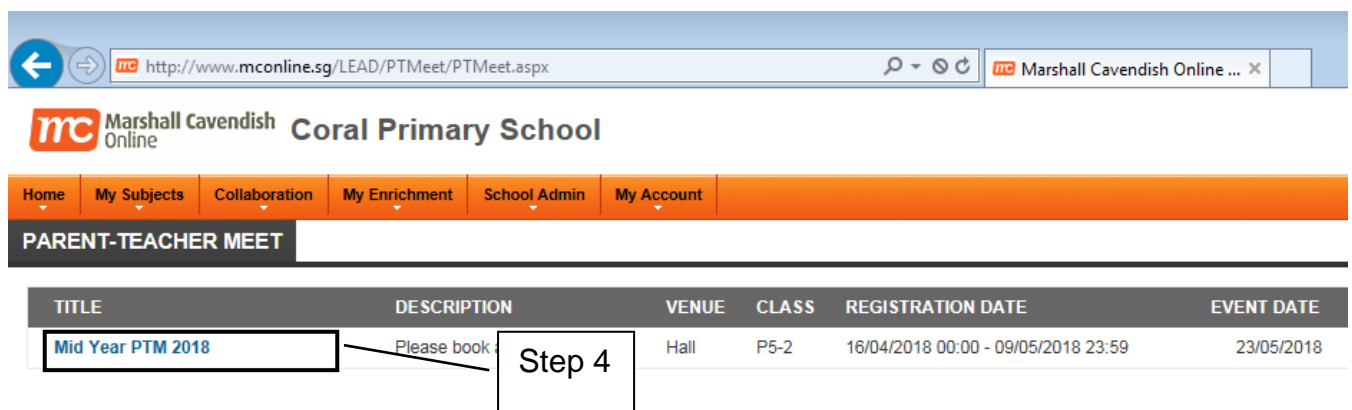 http://www.mconline.sg/LEAD/PTMeet/PTMeet.aspx
Marshall Cavendish Online ...
mc Marshall Cavendish Online
Coral Primary School
Home My Subjects Collaboration My Enrichment School Admin My Account
PARENT-TEACHER MEET
TITLE DESCRIPTION VENUE CLASS REGISTRATION DATE EVENT DATE
Mid Year PTM 2018 Please book Hall P5-2 16/04/2018 00:00 - 09/05/2018 23:59 23/05/2018
Step 4